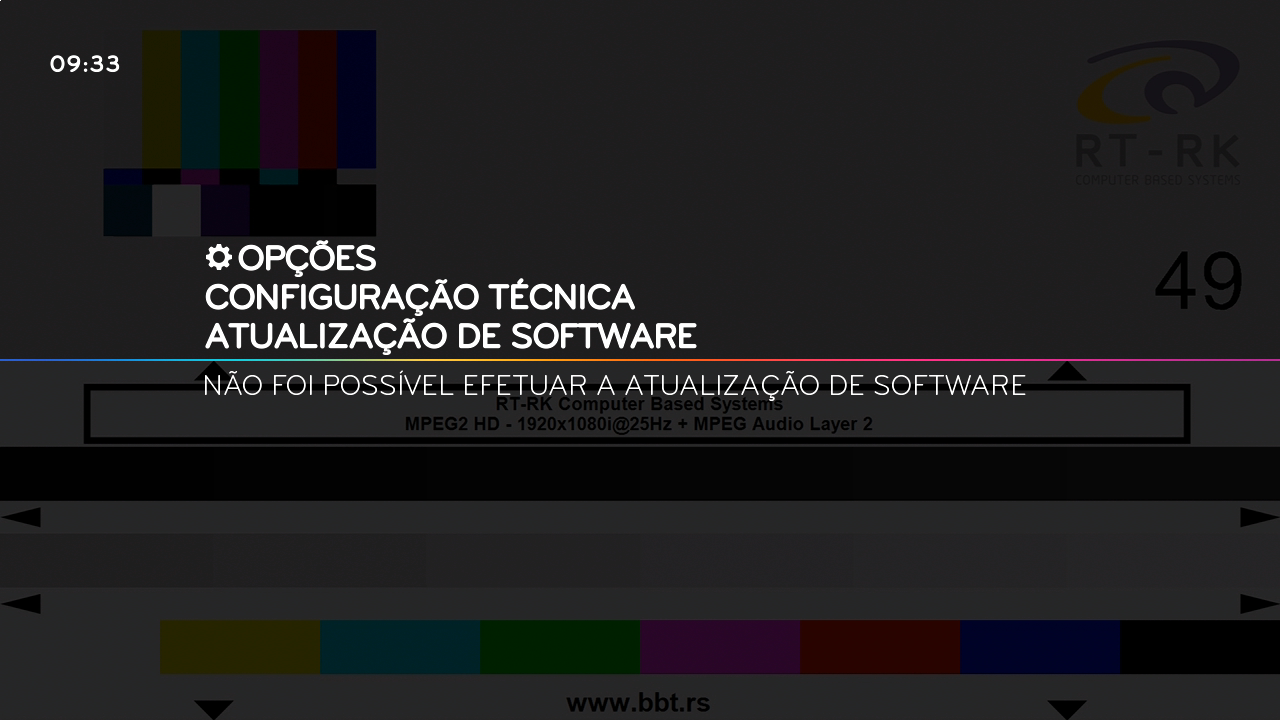 09:33
RT-RK
COMPUTER BASED SYSTEMS
49
OPÇÕES
CONFIGURAÇÃO TÉCNICA
ATUALIZAÇÃO DE SOFTWARE
NÃO FOI POSSÍVEL EFETUAR A ATUALIZAÇÃO DE SOFTWARE
RT-RK Computer Based Systems
MPEG2 HD - 1920x1080i@25Hz + MPEG Audio Layer 2
www.bbt.rs